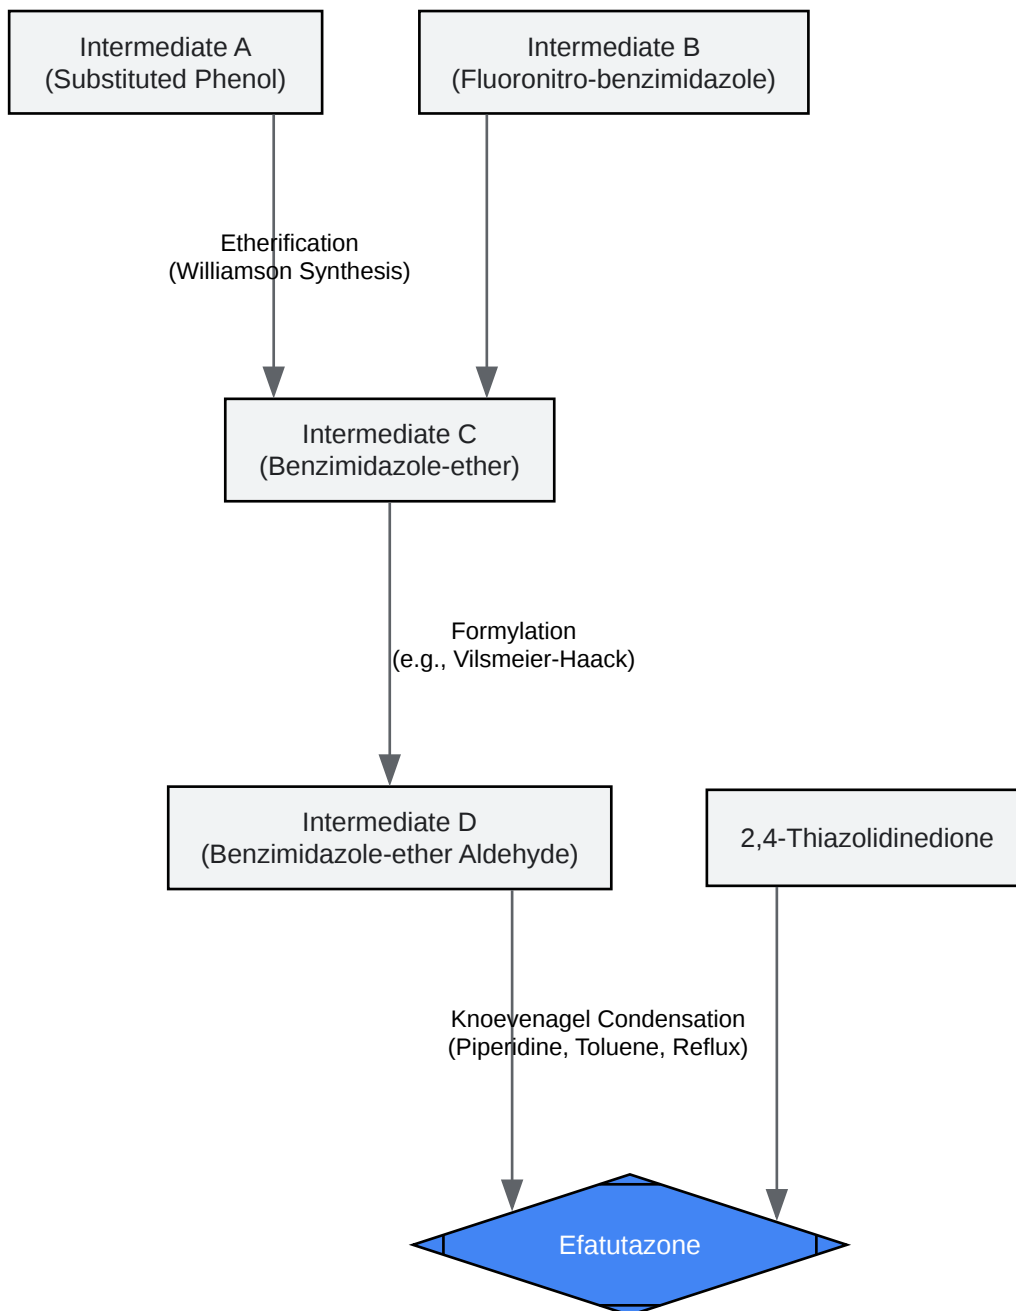 Intermediate A
(Substituted Phenol)
Intermediate B
(Fluoronitro-benzimidazole)
Etherification
(Williamson Synthesis)
Intermediate C
(Benzimidazole-ether)
Formylation
(e.g., Vilsmeier-Haack)
Intermediate D
(Benzimidazole-ether Aldehyde)
2,4-Thiazolidinedione
Knoevenagel Condensation
(Piperidine, Toluene, Reflux)
Efatutazone